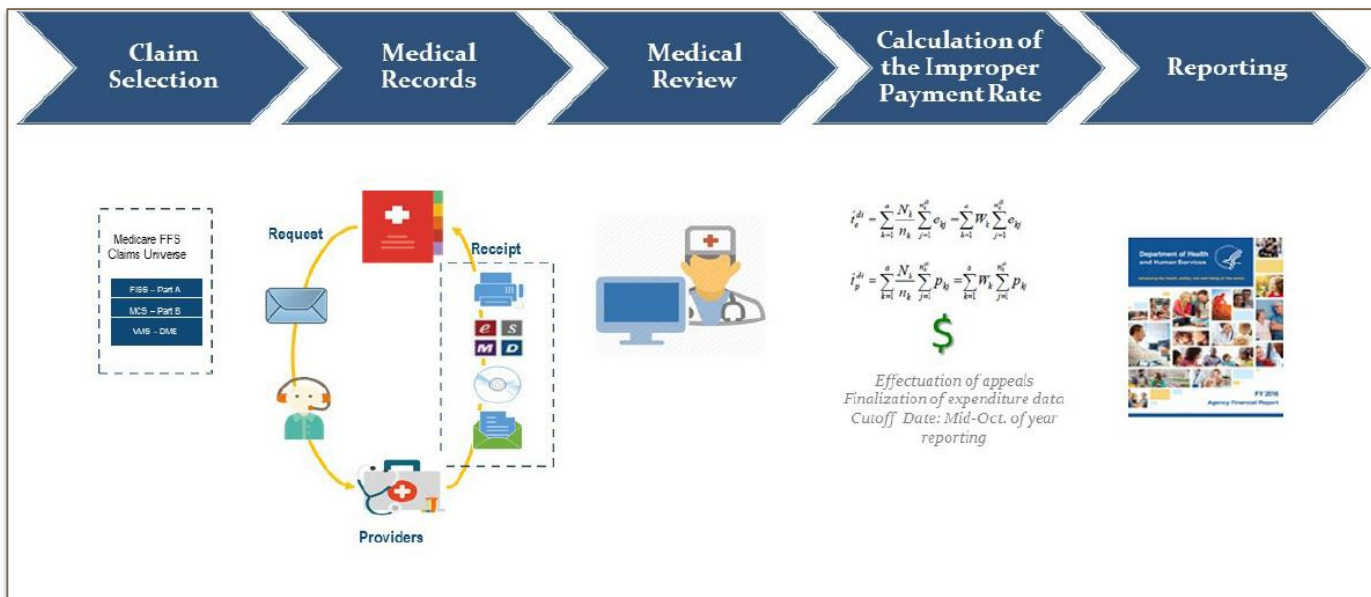 Claim
Selection
Medical
Records
Medical
Review
Calculation of
the Improper
Payment Rate
Reporting
Medicare FFS
Claims Universe
FISS – Part A
MCS – Part B
VMS - DME
Request
Receipt
e s
M D
Providers
$
Effectuation of appeals
Finalization of expenditure data
Cutoff Date: Mid-Oct. of year
reporting
Department of Health
and Human Services
FY 2016
Agency Financial Report